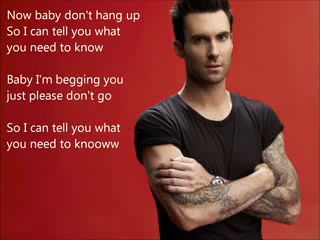 Now baby don't hang up
So I can tell you what
you need to know
Baby I'm begging you
just please don't go
So I can tell you what
you need to knooww